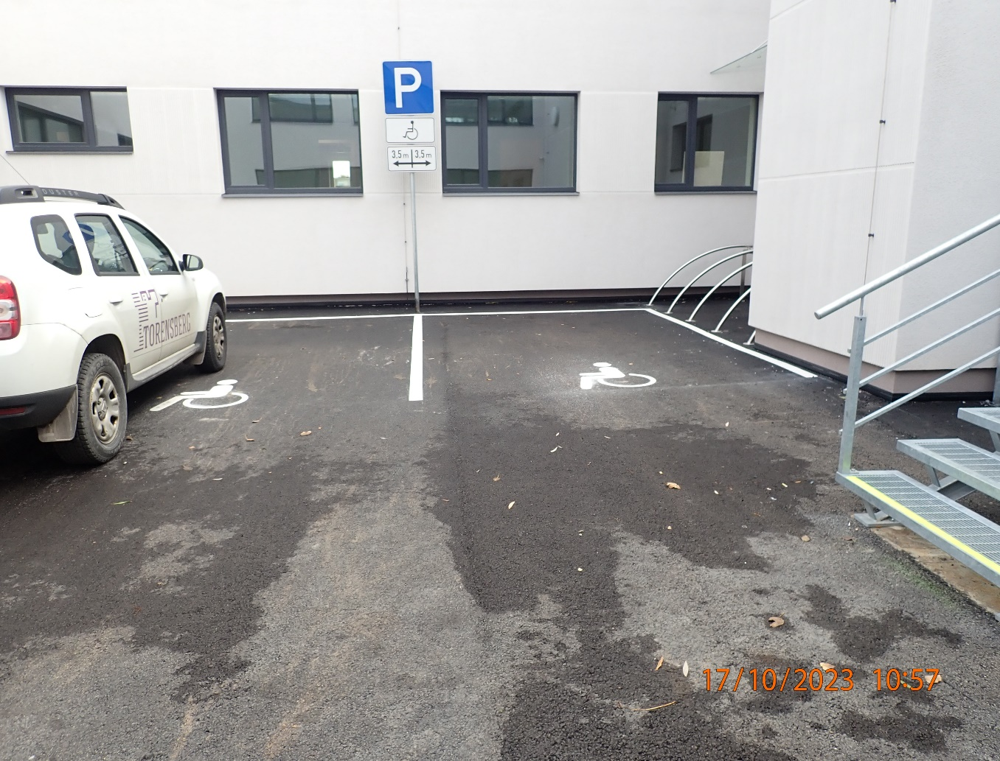 P
3,5 m 3,5 m
DUSTER
TORENSBERG
17/10/2023 10:57